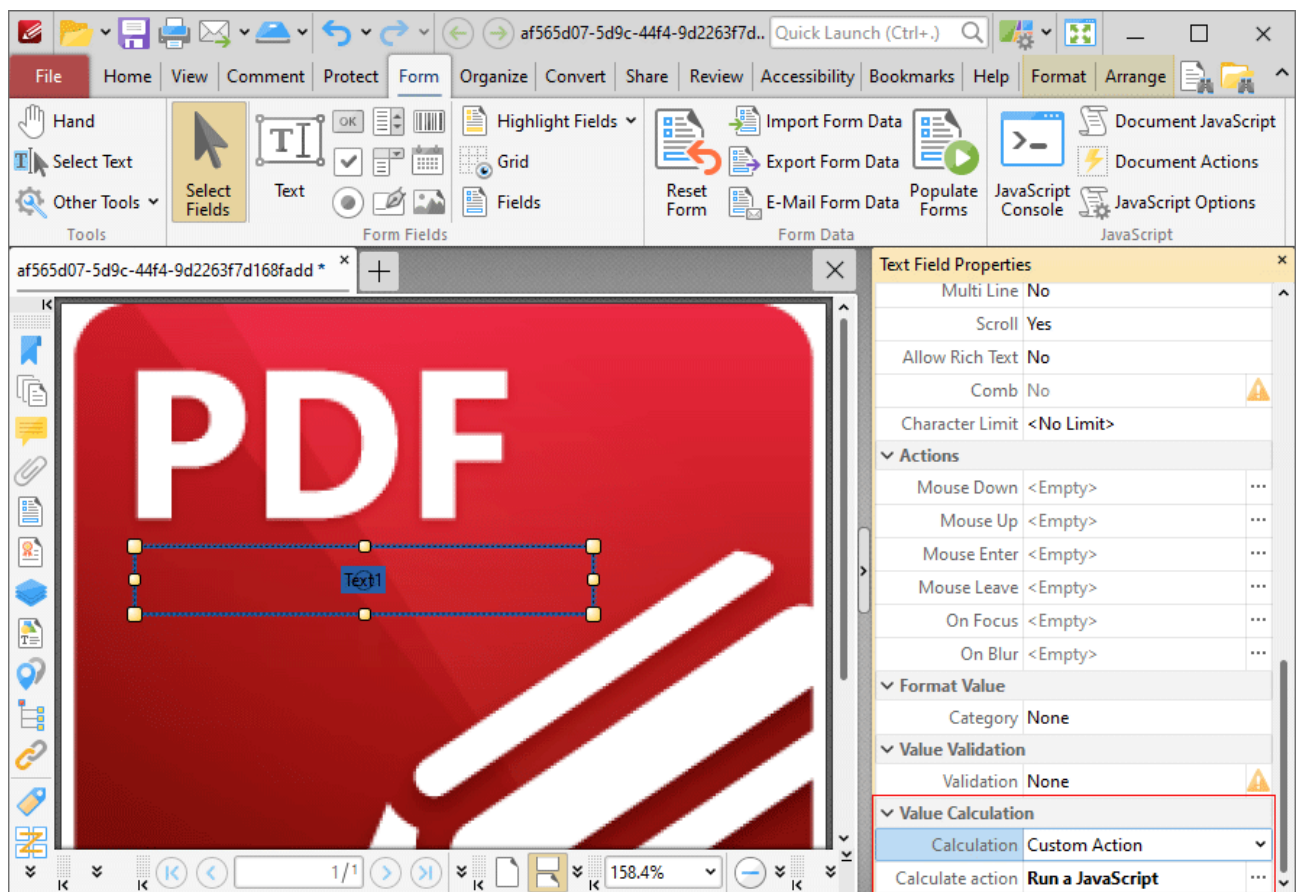 af565d07-5d9c-44f4-9d2263f7d..
Quick Launch (Ctrl+.)
File Home View Comment Protect Form Organize Convert Share Review Accessibility Bookmarks Help Format Arrange
Hand
Select Text
Other Tools
Tools
Select Fields
Text
OK
Highlight Fields
Grid
Fields
Form Fields
Reset Form
Import Form Data
Export Form Data
E-Mail Form Data
Populate Forms
Form Data
JavaScript Console
Document JavaScript
Document Actions
JavaScript Options
JavaScript
af565d07-5d9c-44f4-9d2263f7d168fadd *
PDF
Text1
1/1
158.4%
Text Field Properties
Multi Line No
Scroll Yes
Allow Rich Text No
Comb No
Character Limit <No Limit>
Actions
Mouse Down <Empty>
Mouse Up <Empty>
Mouse Enter <Empty>
Mouse Leave <Empty>
On Focus <Empty>
On Blur <Empty>
Format Value
Category None
Value Validation
Validation None
Value Calculation
Calculation Custom Action
Calculate action Run a JavaScript